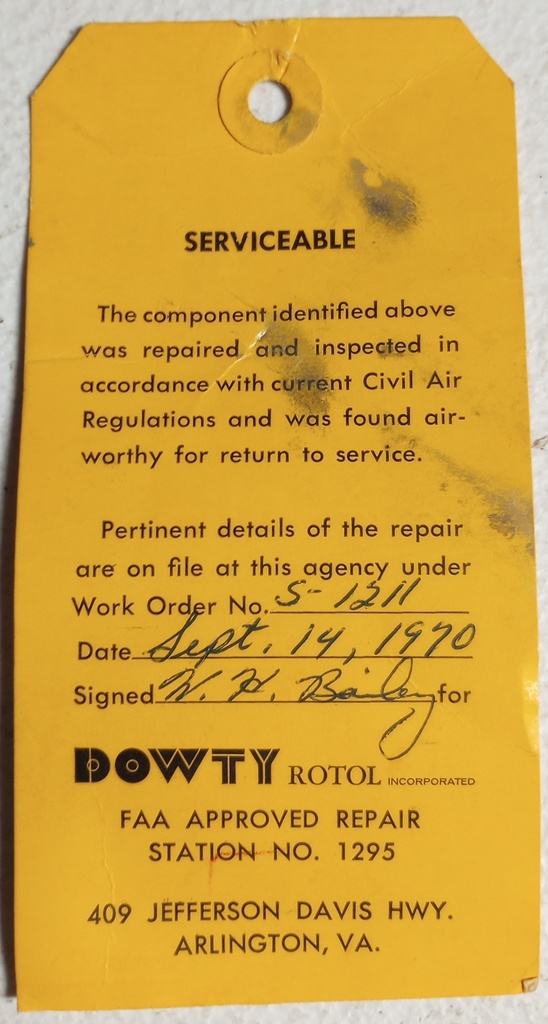 SERVICEABLE
The component identified above
was repaired and inspected in
accordance with current Civil Air
Regulations and was found air-
worthy for return to service.
Pertinent details of the repair
are on file at this agency under
Work Order No. S-1211
Date Sept. 14, 1970
Signed W. H. Bailey for
DOWTY ROTOL INCORPORATED
FAA APPROVED REPAIR
STATION NO. 1295
409 JEFFERSON DAVIS HWY.
ARLINGTON, VA.